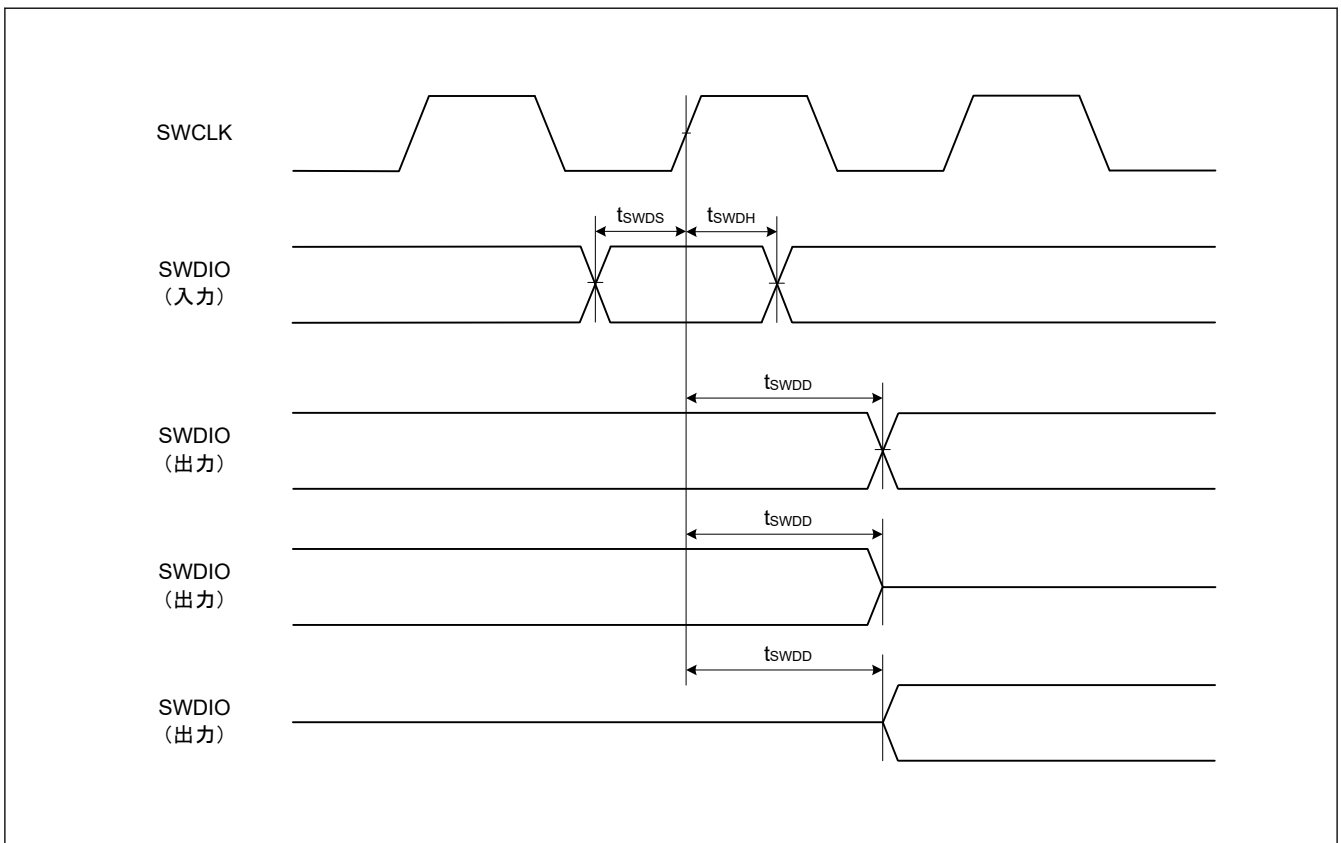 SWCLK
tSWDS
tSWDH
SWDIO
（入力）
tSWDD
SWDIO
（出力）
tSWDD
SWDIO
（出力）
tSWDD
SWDIO
（出力）